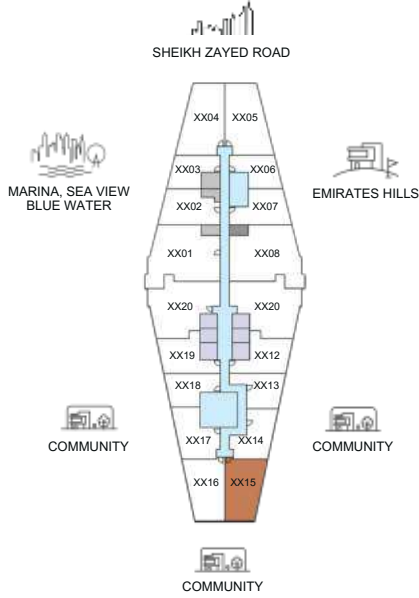 SHEIKH ZAYED ROAD
XX04 XX05
XX03 XX06
MARINA, SEA VIEW
BLUE WATER
EMIRATES HILLS
XX02 XX07
XX01 XX08
XX20 XX20
XX19 XX12
XX18 XX13
XX17 XX14
COMMUNITY
COMMUNITY
XX16 XX15
COMMUNITY